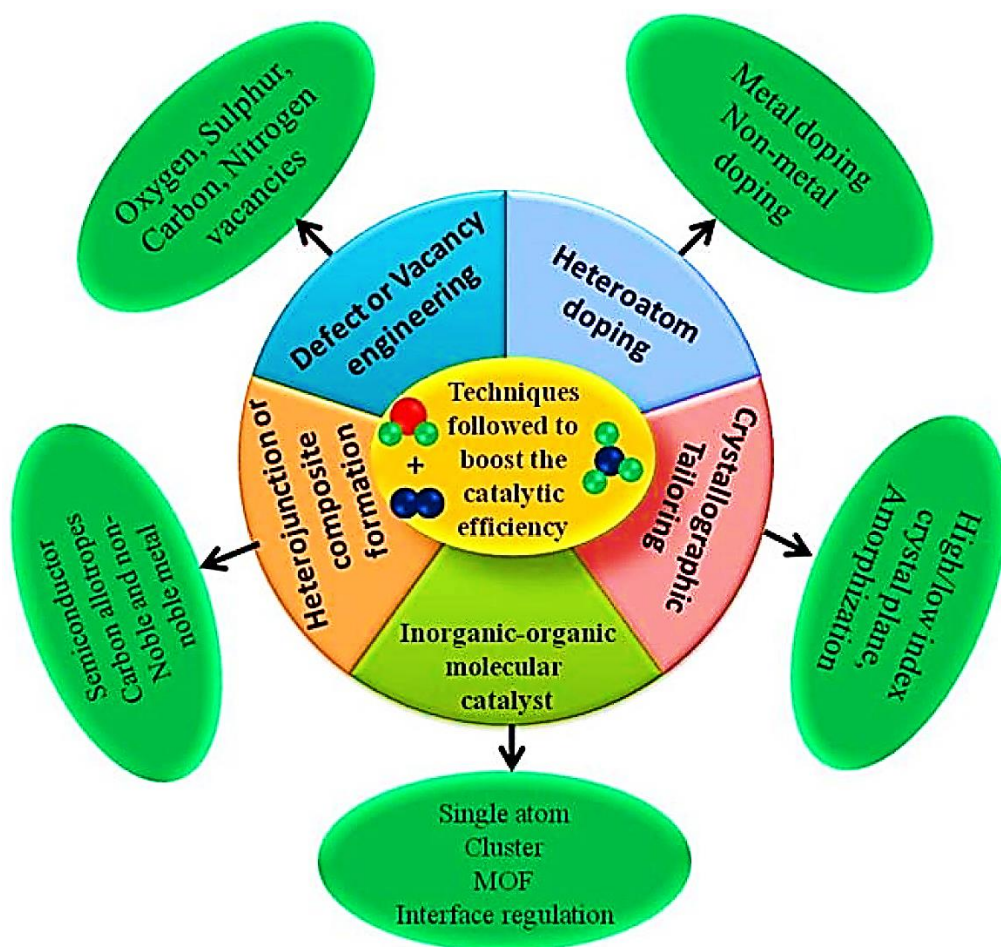 Oxygen, Sulphur,
Carbon, Nitrogen
vacancies
Metal doping
Non-metal
doping
Defect or Vacancy
engineering
Heteroatom
doping
Techniques
followed to
boost the
catalytic
efficiency
+
Heterojunction or
composite
formation
Crystallographic
Tailoring
Inorganic-organic
molecular
catalyst
Semiconductor
Carbon allotropes
Noble and non-
noble metal
High/low index
crystal plane,
Amorphization
Single atom
Cluster
MOF
Interface regulation